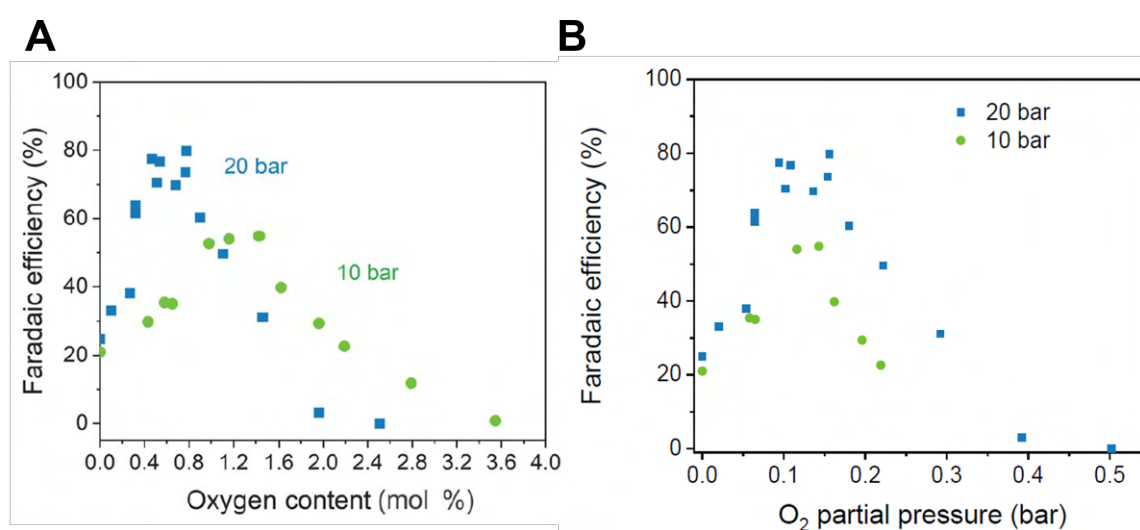 A
100
80
60
40
20
0
Faradaic efficiency (%)
20 bar
10 bar
0.0 0.4 0.8 1.2 1.6 2.0 2.4 2.8 3.2 3.6 4.0
Oxygen content (mol %)
B
100
80
60
40
20
0
Faradaic efficiency (%)
20 bar
10 bar
0.0 0.1 0.2 0.3 0.4 0.5
O₂ partial pressure (bar)